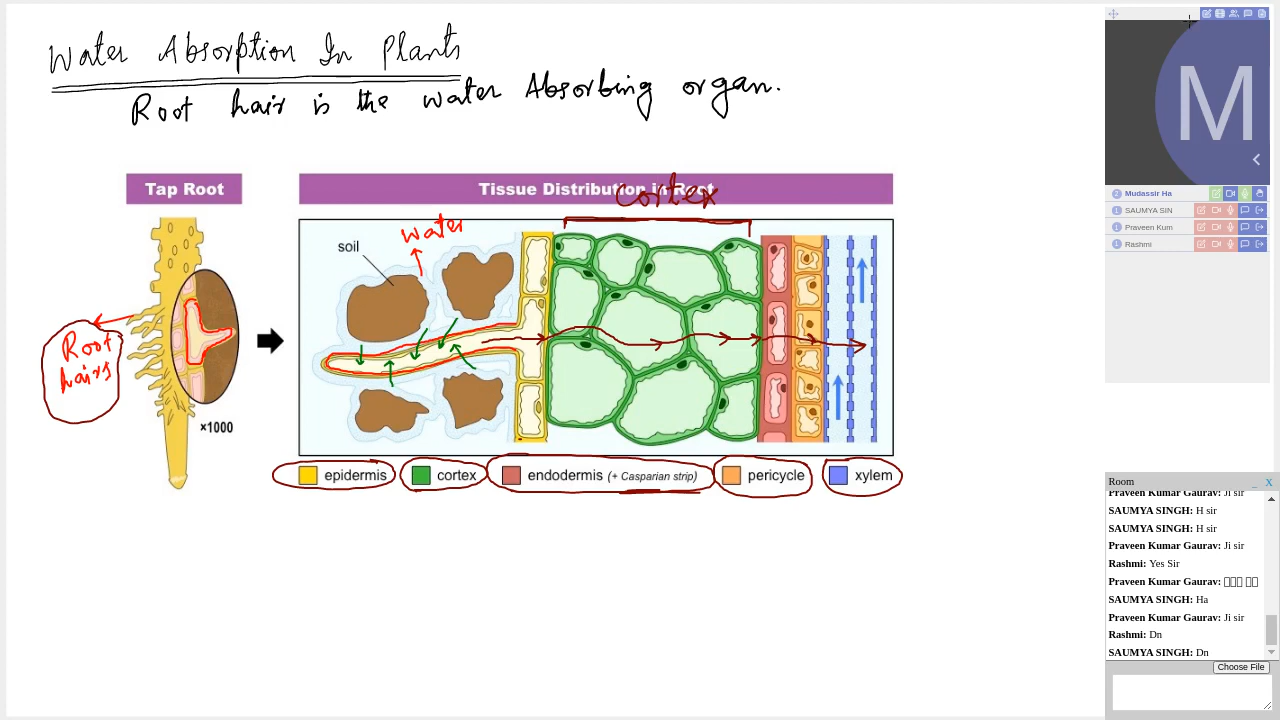 Water Absorption In Plants
Root hair is the water Absorbing organ.
Tap Root
Tissue Distribution in Root
Cortex
soil
water
Root
hairs
×1000
epidermis
cortex
endodermis (+ Casparian strip)
pericycle
xylem
M
Mudassir Ha
SAUMYA SIN
Praveen Kum
Rashmi
Room
_ X
Praveen Kumar Gaurav: Ji sir
SAUMYA SINGH: H sir
SAUMYA SINGH: H sir
Praveen Kumar Gaurav: Ji sir
Rashmi: Yes Sir
Praveen Kumar Gaurav:
SAUMYA SINGH: Ha
Praveen Kumar Gaurav: Ji sir
Rashmi: Dn
SAUMYA SINGH: Dn
Choose File